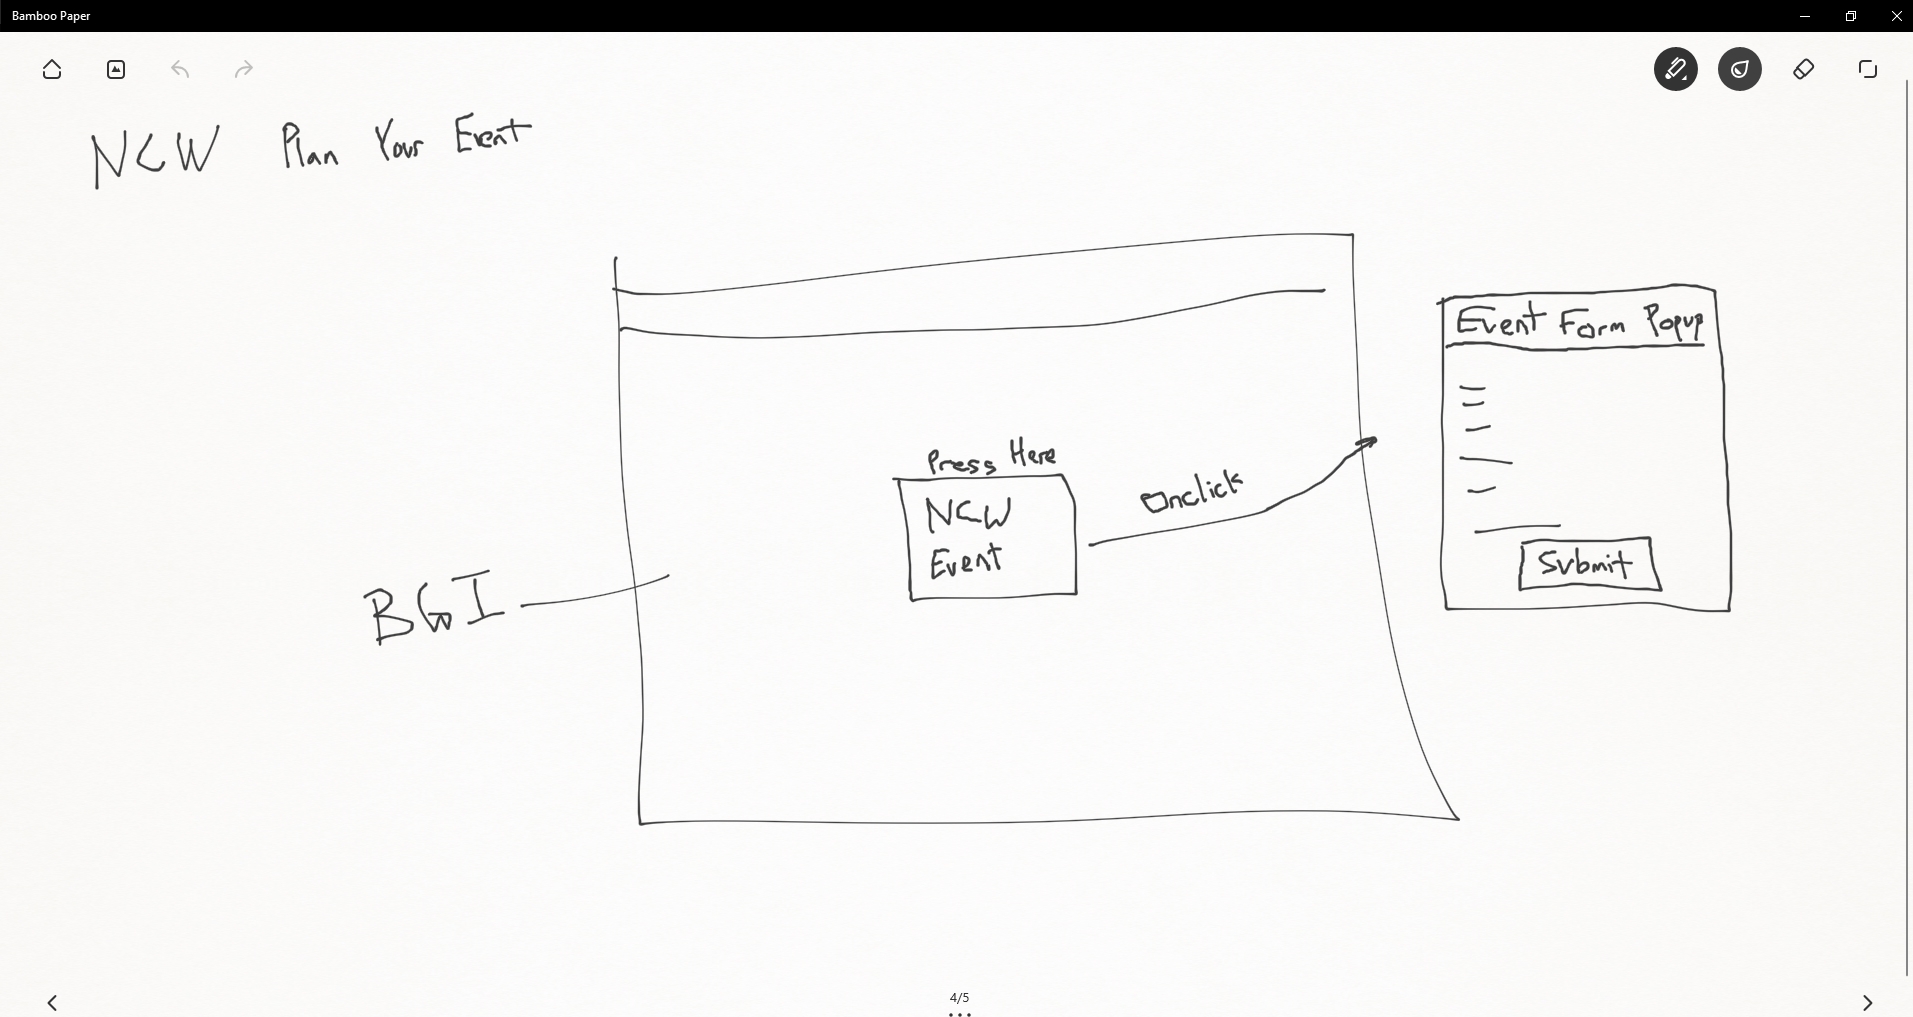 Bamboo Paper
NCW Plan Your Event
Event Form Popup
Press Here
NCW
Event
Onclick
BGI
Submit
4/5